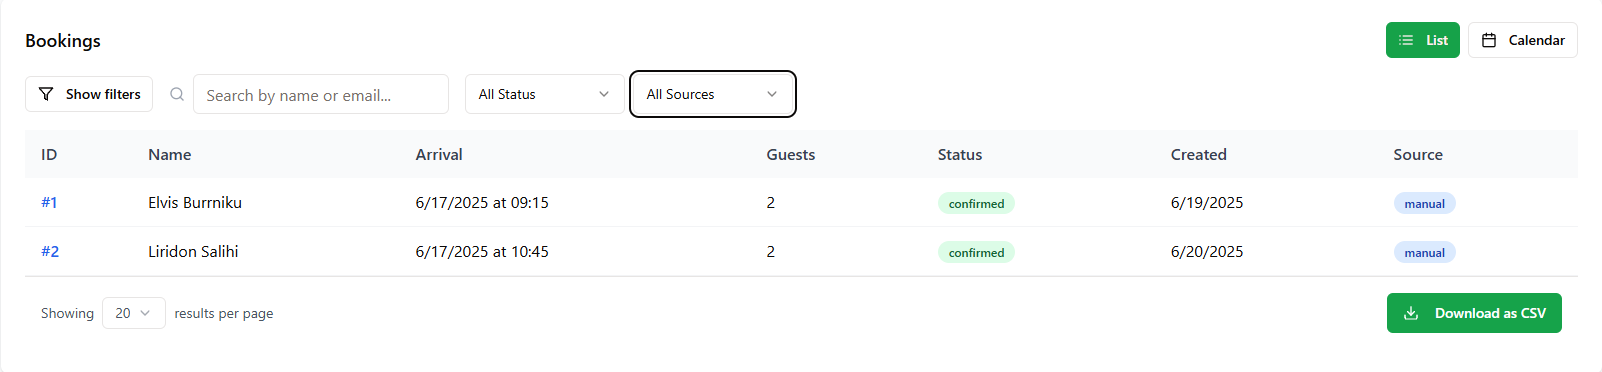 Bookings
List
Calendar
Show filters
Search by name or email...
All Status
All Sources
ID Name Arrival Guests Status Created Source
#1 Elvis Burrniku 6/17/2025 at 09:15 2 confirmed 6/19/2025 manual
#2 Liridon Salihi 6/17/2025 at 10:45 2 confirmed 6/20/2025 manual
Showing 20 results per page
Download as CSV